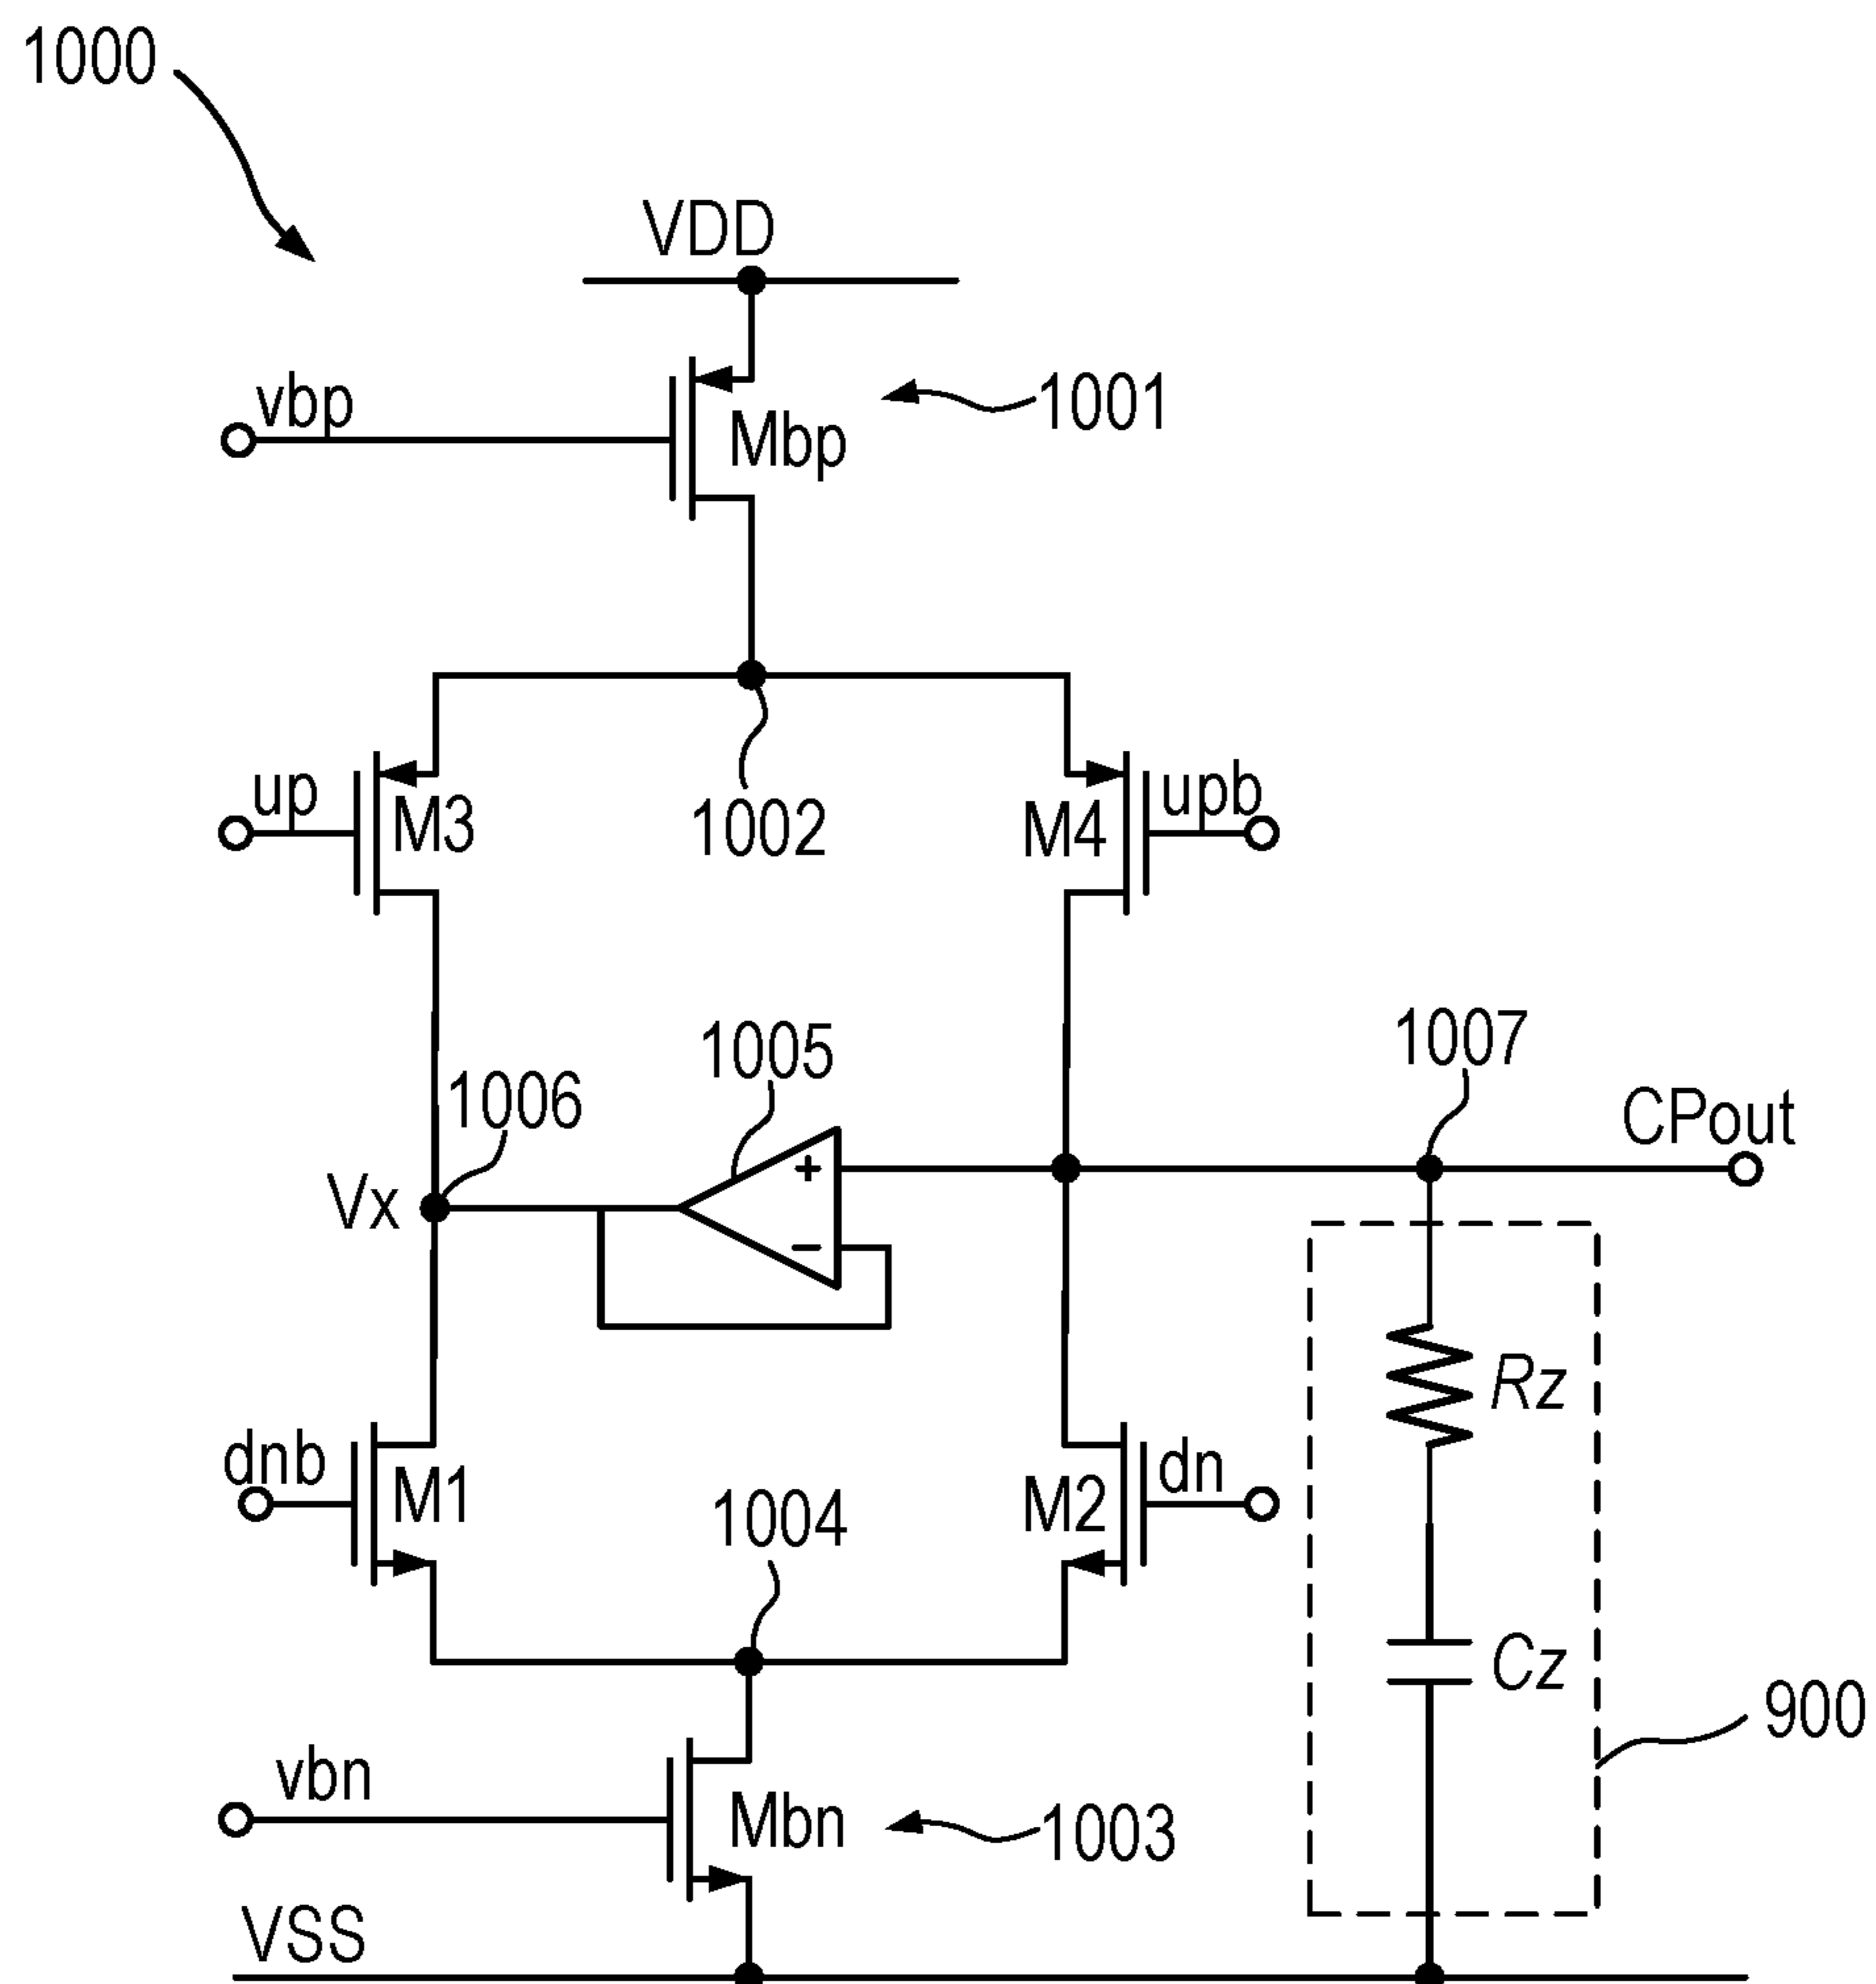 1000
VDD
vbp
Mbp
1001
up
M3
1002
M4
upb
1005
1006
1007
CPout
Vx
+
−
Rz
dnb
M1
1004
M2
dn
Cz
900
vbn
Mbn
1003
VSS